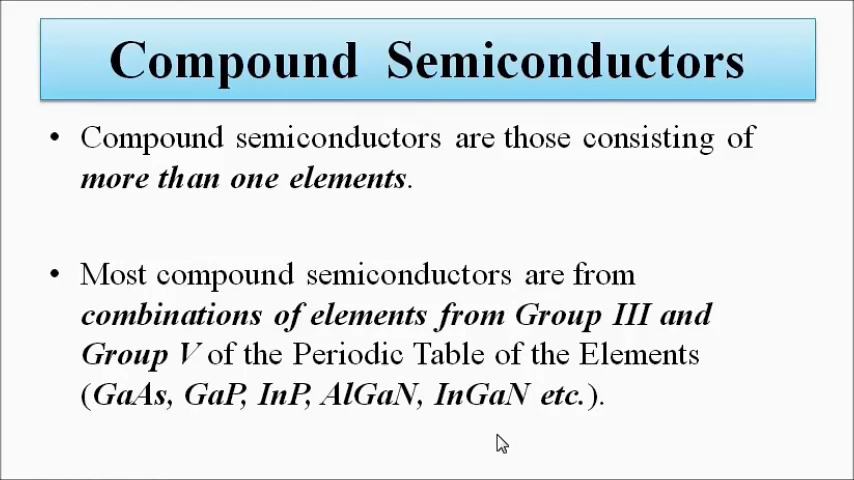 Compound Semiconductors
• Compound semiconductors are those consisting of
more than one elements.
• Most compound semiconductors are from
combinations of elements from Group III and
Group V of the Periodic Table of the Elements
(GaAs, GaP, InP, AlGaN, InGaN etc.).